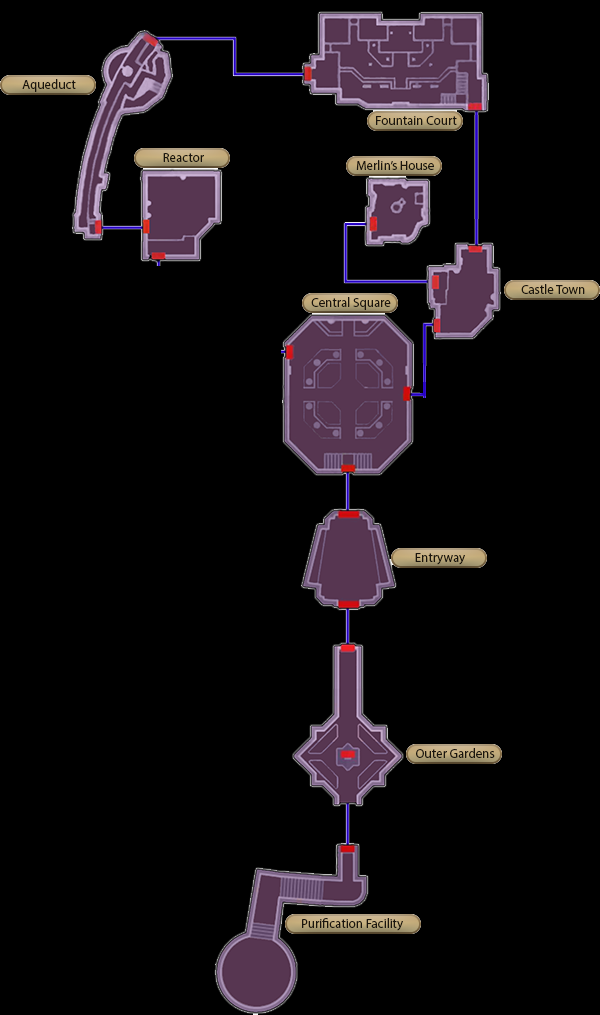 Aqueduct
Fountain Court
Reactor
Merlin's House
Castle Town
Central Square
Entryway
Outer Gardens
Purification Facility